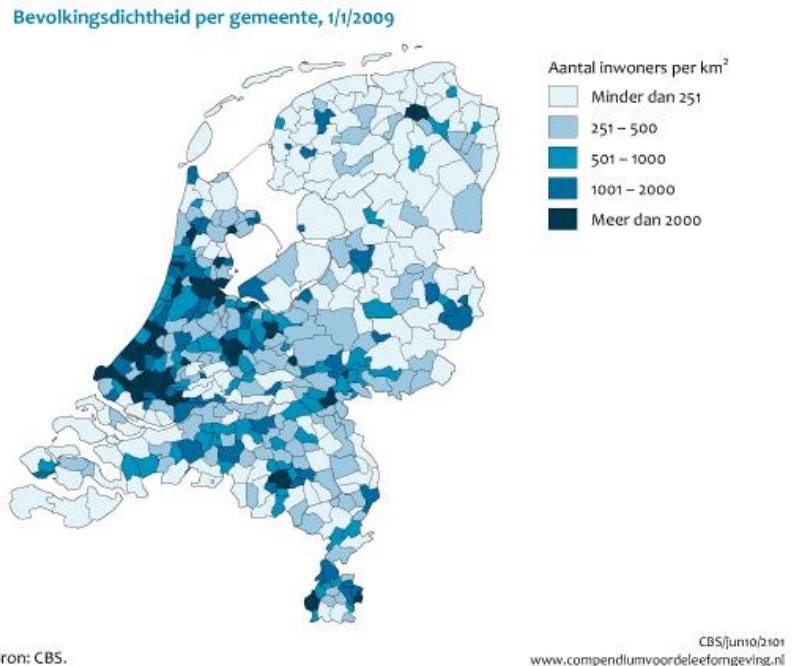 Bevolkingsdichtheid per gemeente, 1/1/2009
Aantal inwoners per km²
Minder dan 251
251 – 500
501 – 1000
1001 – 2000
Meer dan 2000
CBS/jun10/2101
ron: CBS.
www.compendiumvoordeleefomgeving.nl